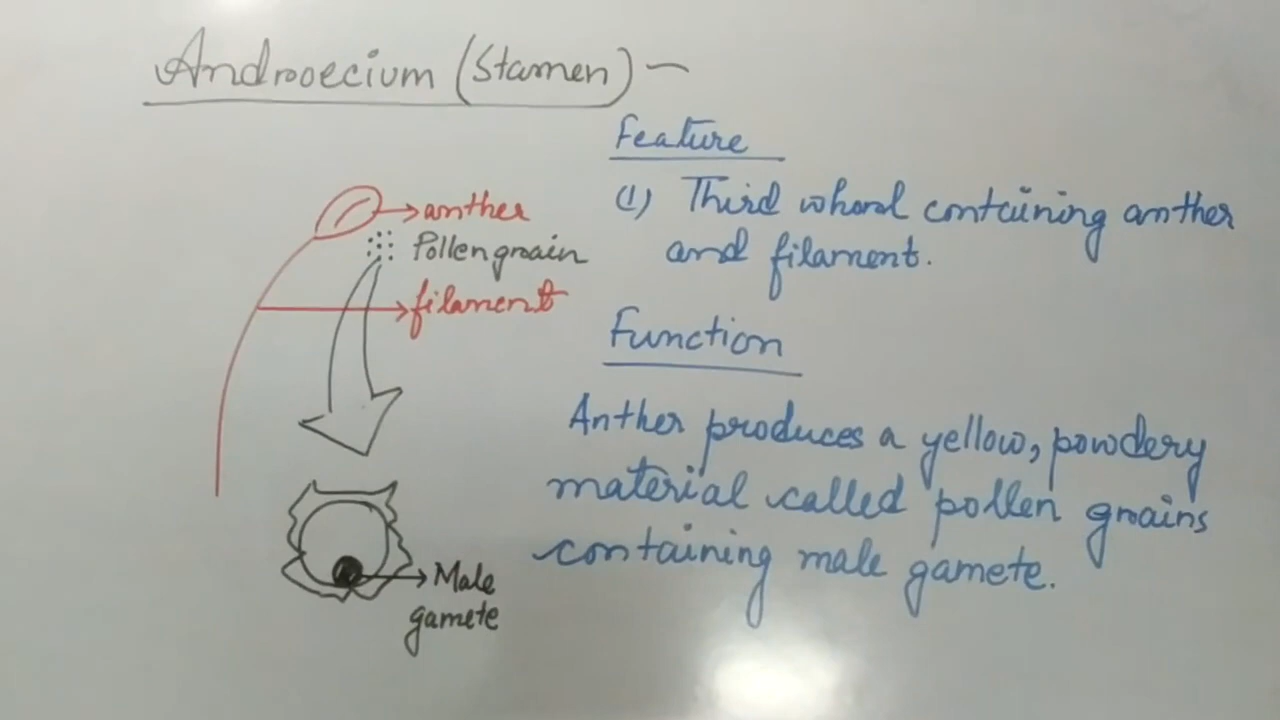 Androecium (Stamen) –
Feature
(1) Third whorl containing anther
and filament.
anther
Pollen grain
filament
Function
Anther produces a yellow, powdery
material called pollen grains
containing male gamete.
Male
gamete